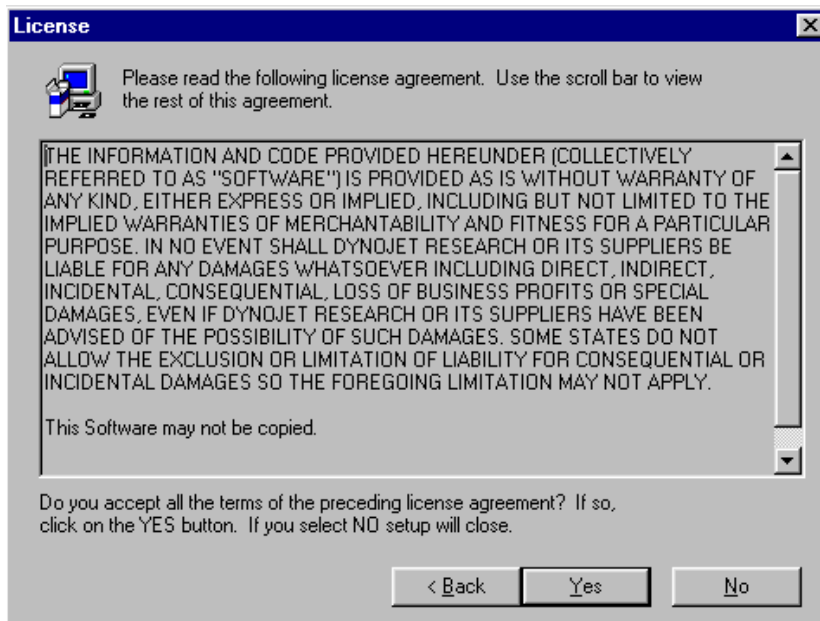 License
Please read the following license agreement. Use the scroll bar to view
the rest of this agreement.
THE INFORMATION AND CODE PROVIDED HEREUNDER (COLLECTIVELY
REFERRED TO AS "SOFTWARE") IS PROVIDED AS IS WITHOUT WARRANTY OF
ANY KIND, EITHER EXPRESS OR IMPLIED, INCLUDING BUT NOT LIMITED TO THE
IMPLIED WARRANTIES OF MERCHANTABILITY AND FITNESS FOR A PARTICULAR
PURPOSE. IN NO EVENT SHALL DYNOJET RESEARCH OR ITS SUPPLIERS BE
LIABLE FOR ANY DAMAGES WHATSOEVER INCLUDING DIRECT, INDIRECT,
INCIDENTAL, CONSEQUENTIAL, LOSS OF BUSINESS PROFITS OR SPECIAL
DAMAGES, EVEN IF DYNOJET RESEARCH OR ITS SUPPLIERS HAVE BEEN
ADVISED OF THE POSSIBILITY OF SUCH DAMAGES. SOME STATES DO NOT
ALLOW THE EXCLUSION OR LIMITATION OF LIABILITY FOR CONSEQUENTIAL OR
INCIDENTAL DAMAGES SO THE FOREGOING LIMITATION MAY NOT APPLY.
This Software may not be copied.
Do you accept all the terms of the preceding license agreement? If so,
click on the YES button. If you select NO setup will close.
< Back
Yes
No